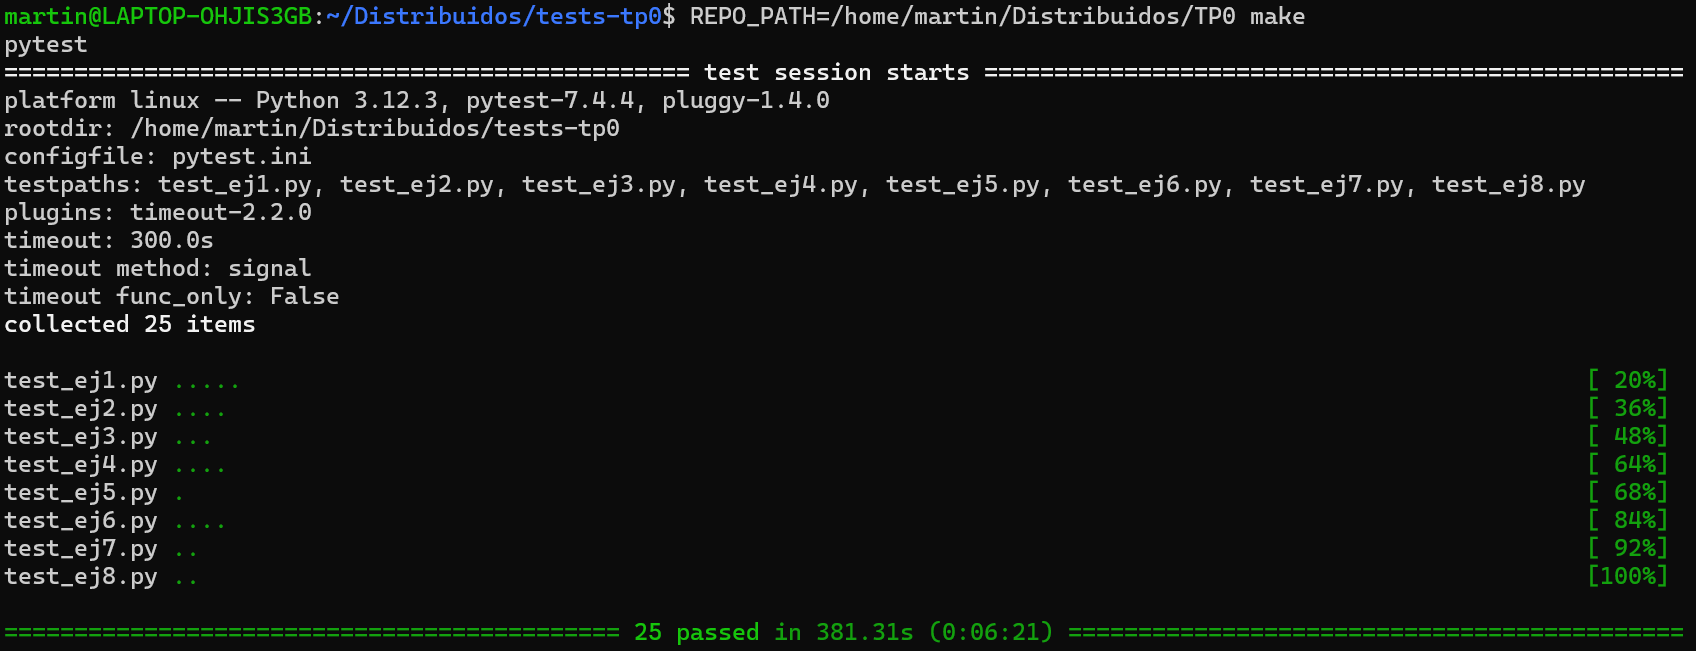 martin@LAPTOP-OHJIS3GB:~/Distribuidos/tests-tp0$ REPO_PATH=/home/martin/Distribuidos/TP0 make
pytest
================================================= test session starts ==================================================
platform linux -- Python 3.12.3, pytest-7.4.4, pluggy-1.4.0
rootdir: /home/martin/Distribuidos/tests-tp0
configfile: pytest.ini
testpaths: test_ej1.py, test_ej2.py, test_ej3.py, test_ej4.py, test_ej5.py, test_ej6.py, test_ej7.py, test_ej8.py
plugins: timeout-2.2.0
timeout: 300.0s
timeout method: signal
timeout func_only: False
collected 25 items
test_ej1.py ..... [ 20%]
test_ej2.py .... [ 36%]
test_ej3.py ... [ 48%]
test_ej4.py .... [ 64%]
test_ej5.py . [ 68%]
test_ej6.py .... [ 84%]
test_ej7.py .. [ 92%]
test_ej8.py .. [100%]
============================================ 25 passed in 381.31s (0:06:21) ============================================